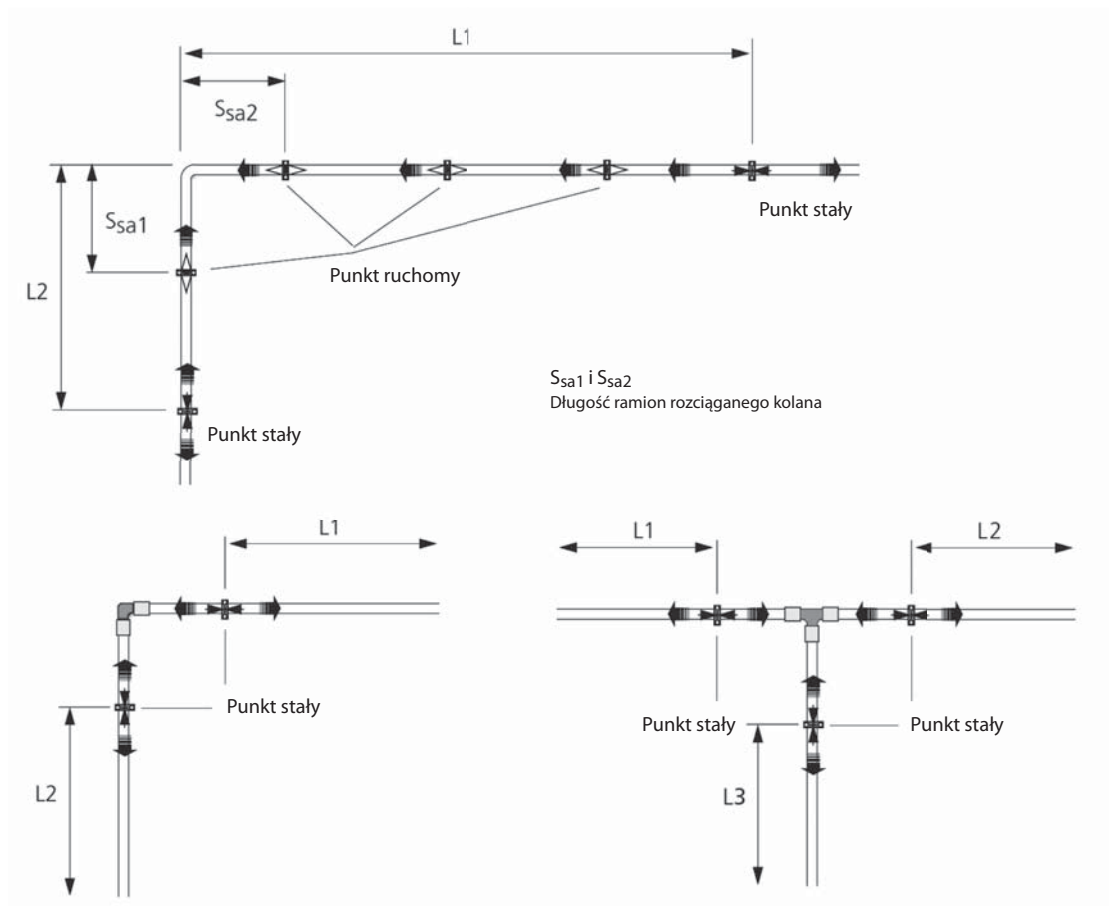 L1
Ssa2
Ssa1
Punkt stały
L2
Punkt ruchomy
Ssa1 i Ssa2
Długość ramion rozciąganego kolana
Punkt stały
L1
Punkt stały
L2
L1
L2
Punkt stały
Punkt stały
L3